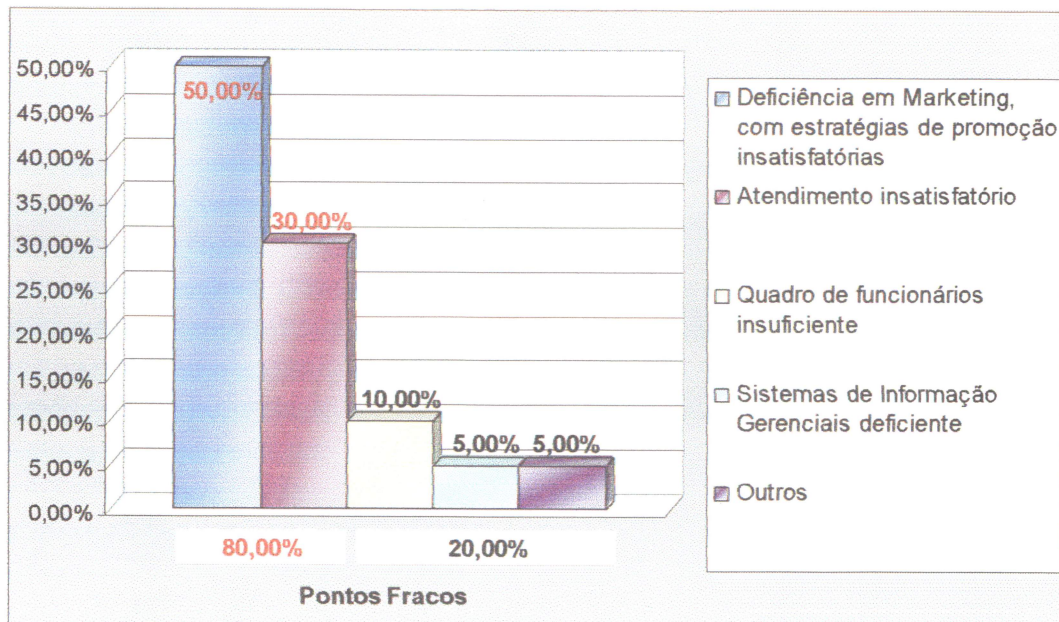 50,00%
45,00%
40,00%
35,00%
30,00%
25,00%
20,00%
15,00%
10,00%
5,00%
0,00%
50,00%
30,00%
10,00%
5,00%
5,00%
80,00%
20,00%
Pontos Fracos
Deficiência em Marketing,
com estratégias de promoção
insatisfatórias
Atendimento insatisfatório
Quadro de funcionários
insuficiente
Sistemas de Informação
Gerenciais deficiente
Outros